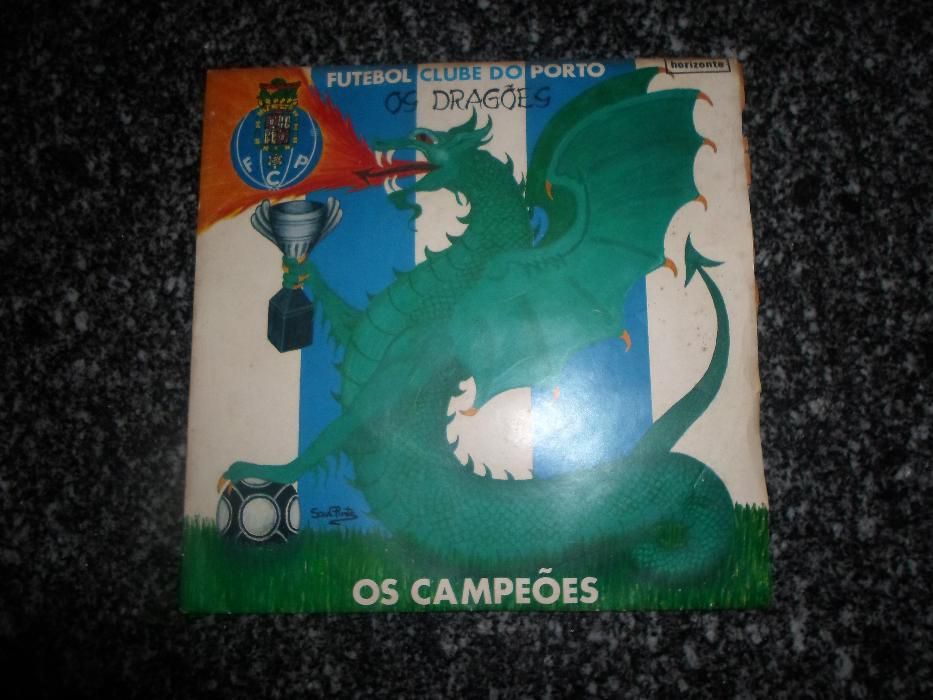 horizonte
FUTEBOL CLUBE DO PORTO
OS DRAGÕES
F C P
OS CAMPEÕES